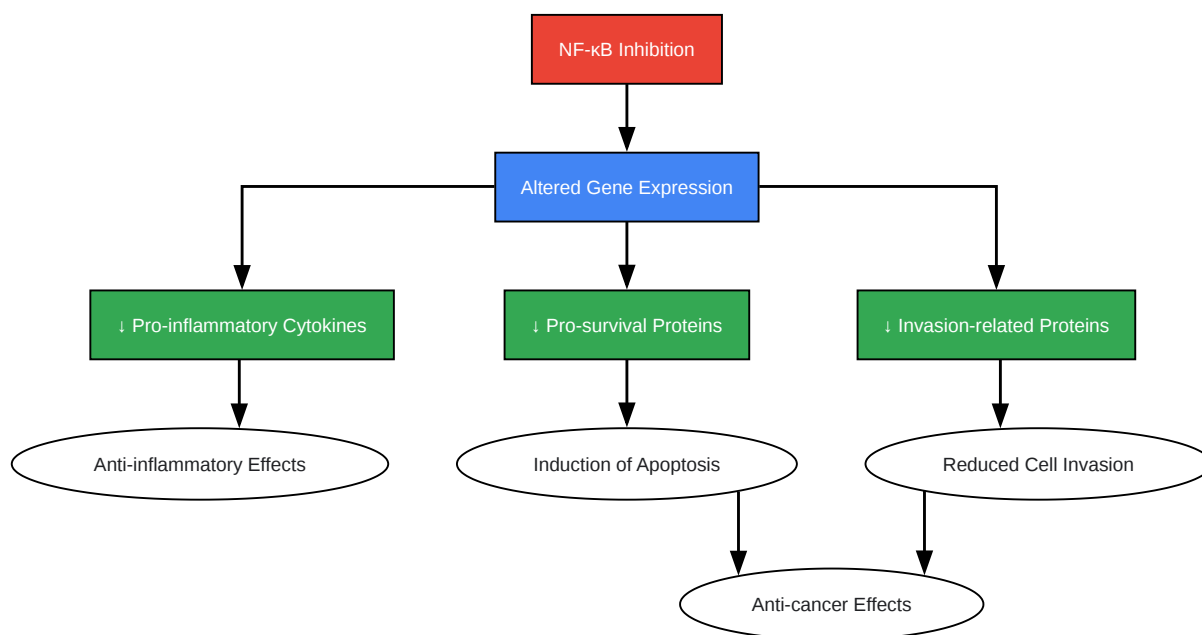 NF-κB Inhibition
Altered Gene Expression
↓ Pro-inflammatory Cytokines
↓ Pro-survival Proteins
↓ Invasion-related Proteins
Anti-inflammatory Effects
Induction of Apoptosis
Reduced Cell Invasion
Anti-cancer Effects